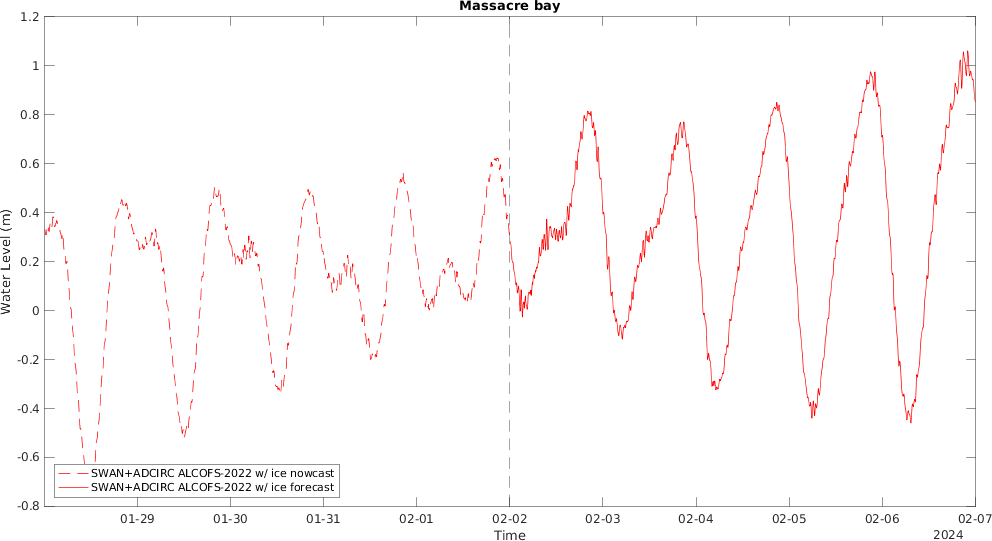 Massacre bay
1.2
1
0.8
0.6
0.4
0.2
0
-0.2
-0.4
-0.6
-0.8
Water Level (m)
SWAN+ADCIRC ALCOFS-2022 w/ ice nowcast
SWAN+ADCIRC ALCOFS-2022 w/ ice forecast
01-29 01-30 01-31 02-01 02-02 02-03 02-04 02-05 02-06 02-07
Time
2024